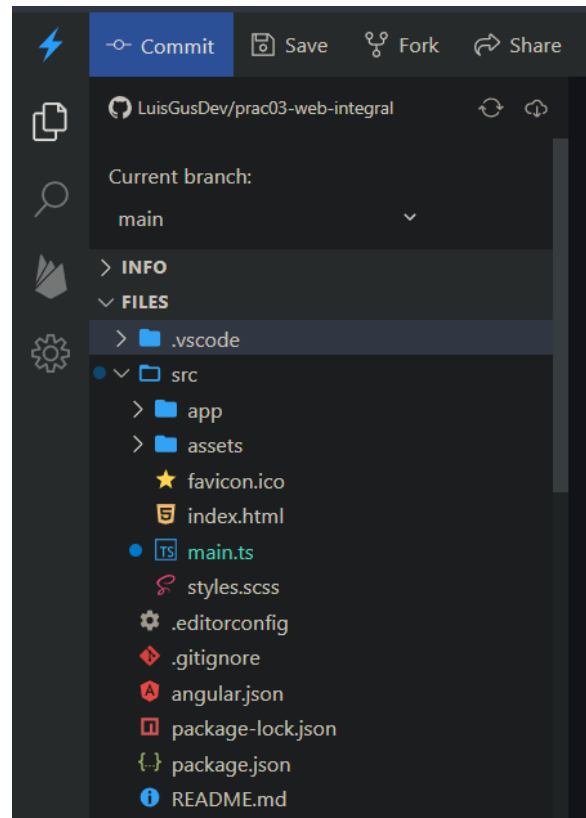 Commit Save Fork Share
LuisGusDev/prac03-web-integral
Current branch:
main
INFO
FILES
.vscode
src
app
assets
favicon.ico
index.html
TS main.ts
styles.scss
.editorconfig
.gitignore
angular.json
package-lock.json
{..} package.json
README.md